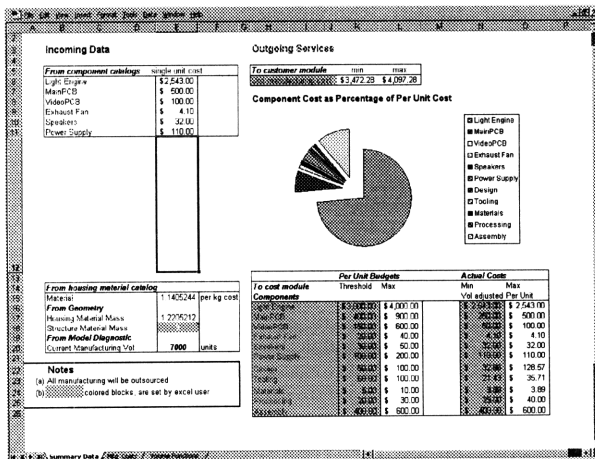 File Edit View Insert Format Tools Data Window Help
Incoming Data
Outgoing Services
From component catalogs single unit cost
Light Engine $2,543.00
MainPCB $ 500.00
VideoPCB $ 100.00
Exhaust Fan $ 4.10
Speakers $ 32.00
Power Supply $ 110.00
To customer module min max
$3,472.28 $4,097.28
Component Cost as Percentage of Per Unit Cost
Light Engine
MainPCB
VideoPCB
Exhaust Fan
Speakers
Power Supply
Design
Tooling
Materials
Processing
Assembly
From housing material catalog
Material 1.1405244 per kg cost
From Geometry
Housing Material Mass 1.2205212
Structure Material Mass
From Model Diagnostic
Current Manufacturing Vol 7000 units
Notes
(a) All manufacturing will be outsourced
(b) colored blocks, are set by excel user
Per Unit Budgets Actual Costs
To cost module Threshold Max Min Max
Components Vol adjusted Per Unit
$4,000.00 $ 2,543.00
$ 900.00 $ 500.00
$ 600.00 $ 100.00
$ 40.00 $ 4.10
$ 50.00 $ 32.00
$ 200.00 $ 110.00
$ 100.00 $ 128.57
$ 100.00 $ 35.71
$ 10.00 $ 3.89
$ 30.00 $ 40.00
$ 600.00 $ 600.00
Summary Data